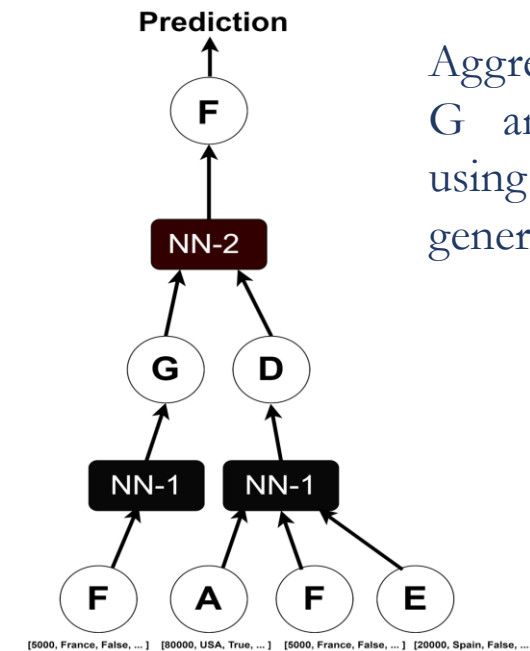 Prediction
F
Aggre
G an
using
gener
NN-2
G D
NN-1 NN-1
F A F E
[5000, France, False, ... ] [80000, USA, True, ... ] [5000, France, False, ... ] [20000, Spain, False, ...